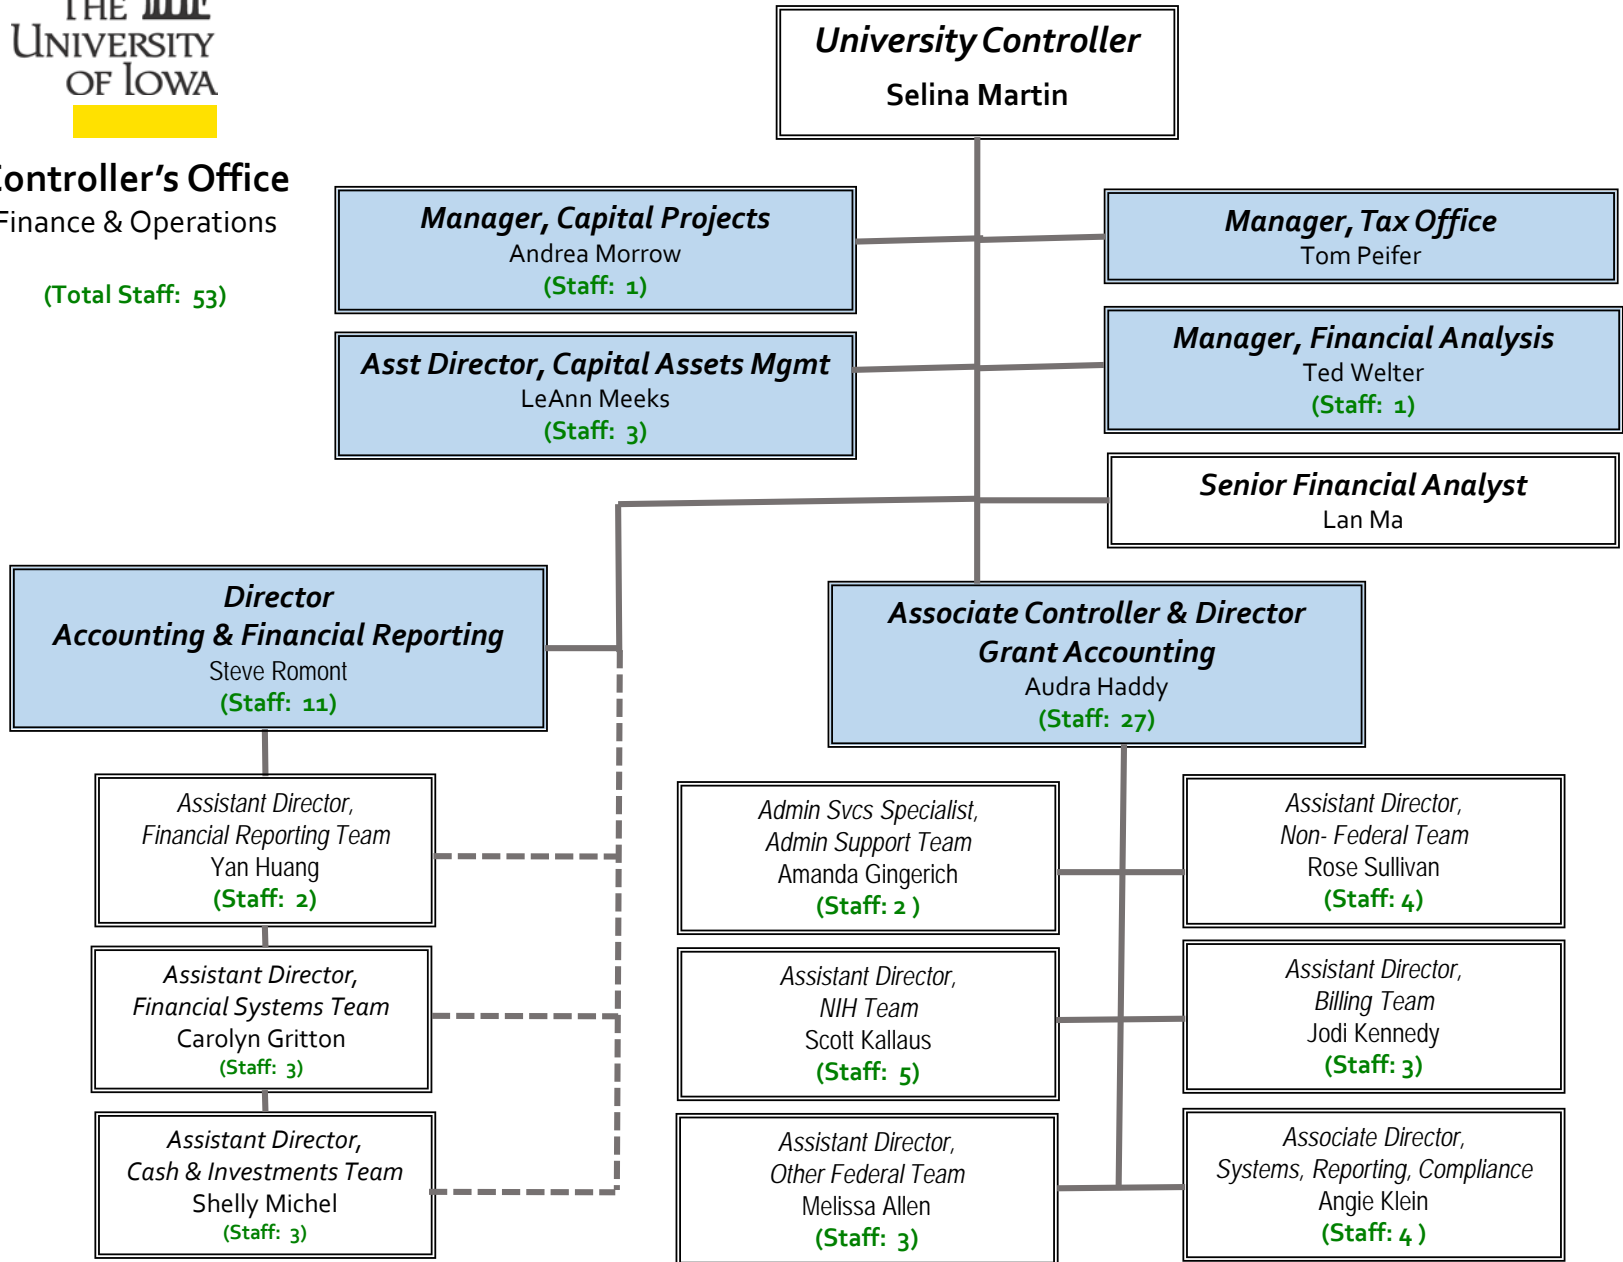 THE
UNIVERSITY
OF IOWA
Controller's Office
Finance & Operations
(Total Staff: 53)
University Controller
Selina Martin
Manager, Capital Projects
Andrea Morrow
(Staff: 1)
Manager, Tax Office
Tom Peifer
Asst Director, Capital Assets Mgmt
LeAnn Meeks
(Staff: 3)
Manager, Financial Analysis
Ted Welter
(Staff: 1)
Senior Financial Analyst
Lan Ma
Director
Accounting & Financial Reporting
Steve Romont
(Staff: 11)
Associate Controller & Director
Grant Accounting
Audra Haddy
(Staff: 27)
Assistant Director,
Financial Reporting Team
Yan Huang
(Staff: 2)
Assistant Director,
Financial Systems Team
Carolyn Gritton
(Staff: 3)
Assistant Director,
Cash & Investments Team
Shelly Michel
(Staff: 3)
Admin Svcs Specialist,
Admin Support Team
Amanda Gingerich
(Staff: 2 )
Assistant Director,
Non- Federal Team
Rose Sullivan
(Staff: 4)
Assistant Director,
NIH Team
Scott Kallaus
(Staff: 5)
Assistant Director,
Billing Team
Jodi Kennedy
(Staff: 3)
Assistant Director,
Other Federal Team
Melissa Allen
(Staff: 3)
Associate Director,
Systems, Reporting, Compliance
Angie Klein
(Staff: 4 )